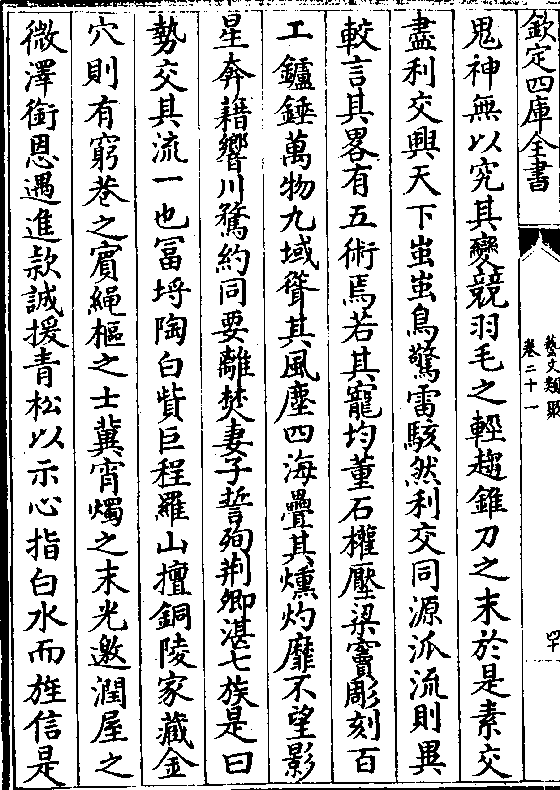 欽定四庫全書
藝文類聚
卷二十一
鬼神無以究其變競羽毛之輕趨錐刀之末於是素交
盡利交興天下蚩蚩鳥驚雷駭然利交同源派流則異
較言其畧有五術焉若其寵均董石權壓梁竇彫刻百
工鑪錘萬物九域聳其風塵四海疊其燻灼靡不望影
星奔藉響川騖約同要離焚妻子誓殉荆卿湛七族是曰
勢交其流一也冨埒陶白貲巨程羅山擅銅陵家藏金
穴則有窮巷之賔繩樞之士冀宵燭之末光邀潤屋之
微澤銜恩遇進款誠援青松以示心指白水而旌信是